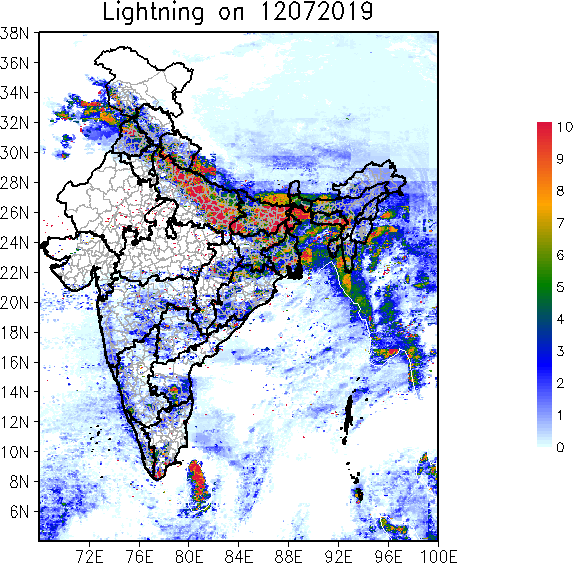 Lightning on 12072019
38N
36N
34N
32N
30N
28N
26N
24N
22N
20N
18N
16N
14N
12N
10N
8N
6N
72E 76E 80E 84E 88E 92E 96E 100E
10
9
8
7
6
5
4
3
2
1
0